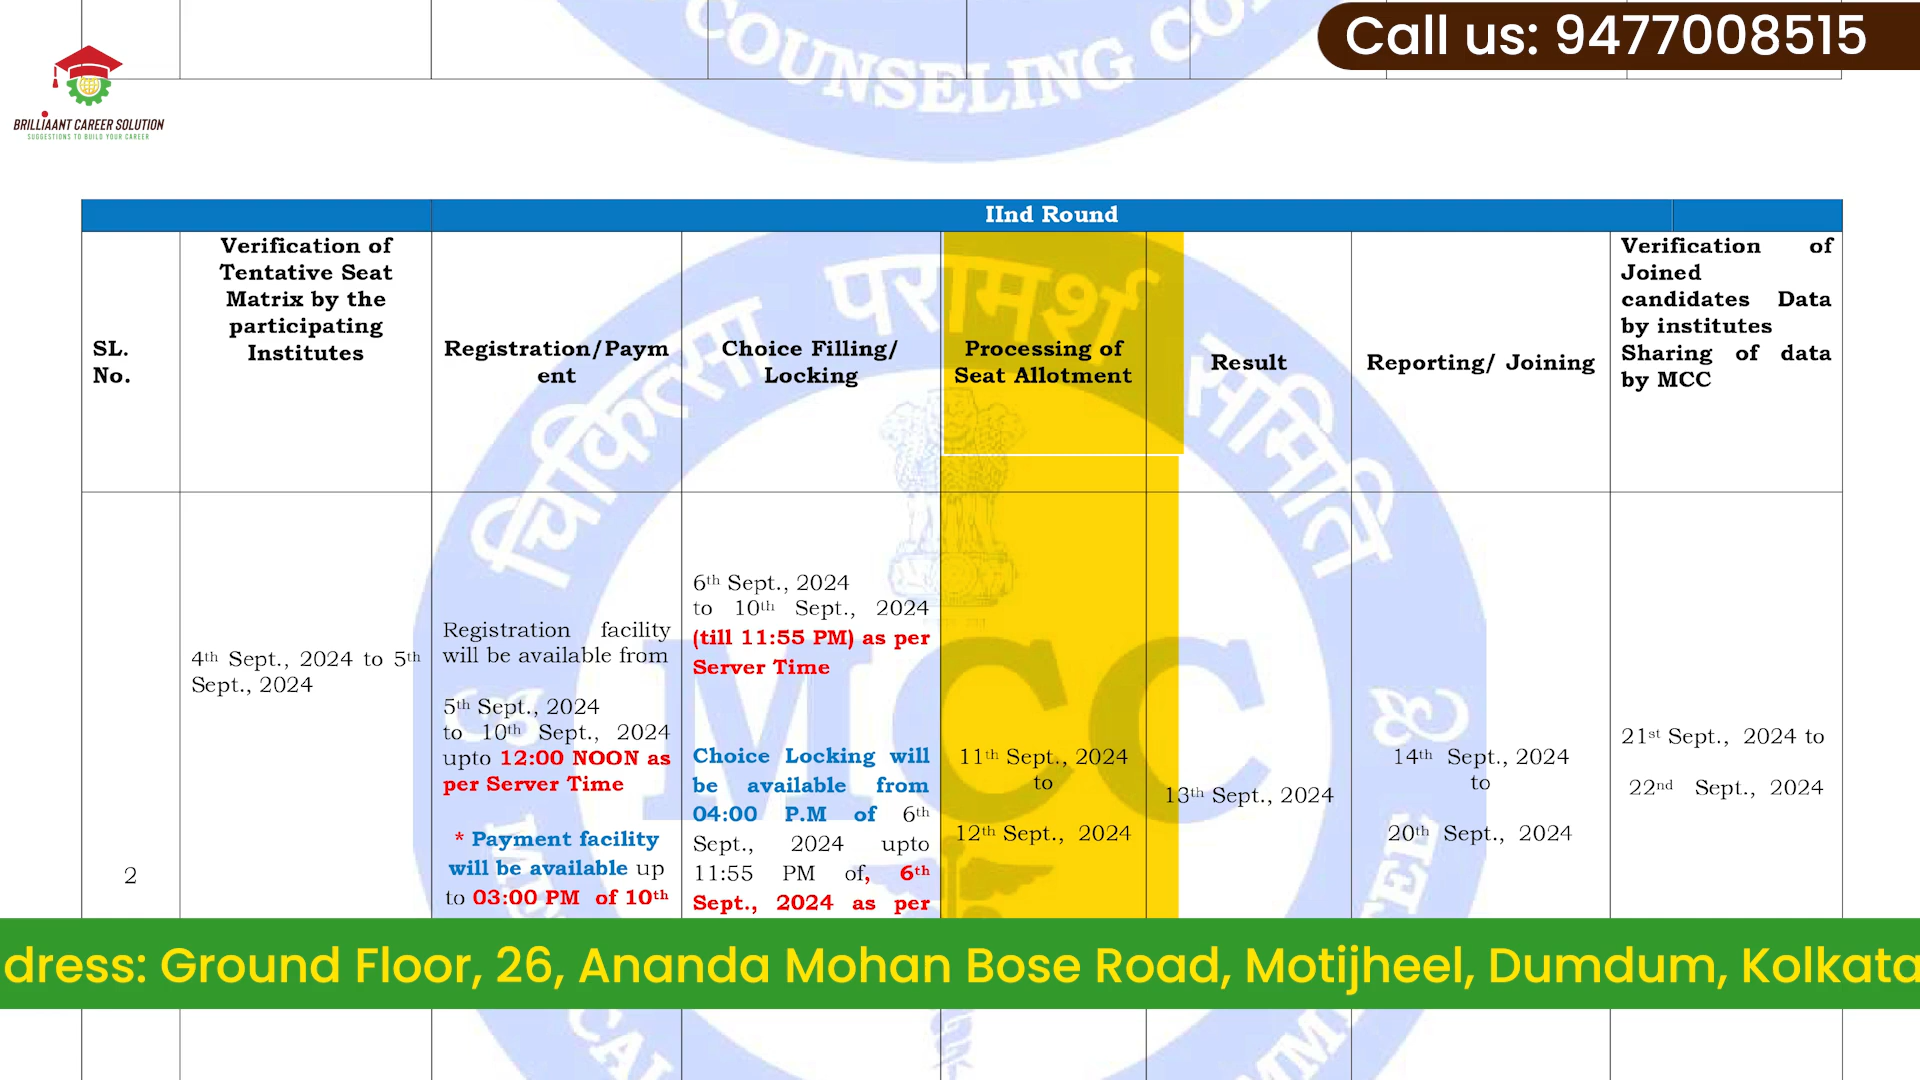 COUNSELING CO
Call us: 9477008515
BRILLIAANT CAREER SOLUTION
SUGGESTIONS TO BUILD YOUR CAREER
IInd Round
SL.
No.
Verification of
Tentative Seat
Matrix by the
participating
Institutes
Registration/Paym
ent
Choice Filling/
Locking
Processing of
Seat Allotment
Result
Reporting/ Joining
Verification of
Joined
candidates Data
by institutes
Sharing of data
by MCC
चिकित्सा परामर्श समिति
MCC
2
4th Sept., 2024 to 5th
Sept., 2024
Registration facility
will be available from
5th Sept., 2024
to 10th Sept., 2024
upto 12:00 NOON as
per Server Time
* Payment facility
will be available up
to 03:00 PM of 10th
6th Sept., 2024
to 10th Sept., 2024
(till 11:55 PM) as per
Server Time
Choice Locking will
be available from
04:00 P.M of 6th
Sept., 2024 upto
11:55 PM of, 6th
Sept., 2024 as per
11th Sept., 2024
to
12th Sept., 2024
13th Sept., 2024
14th Sept., 2024
to
20th Sept., 2024
21st Sept., 2024 to
22nd Sept., 2024
dress: Ground Floor, 26, Ananda Mohan Bose Road, Motijheel, Dumdum, Kolkata